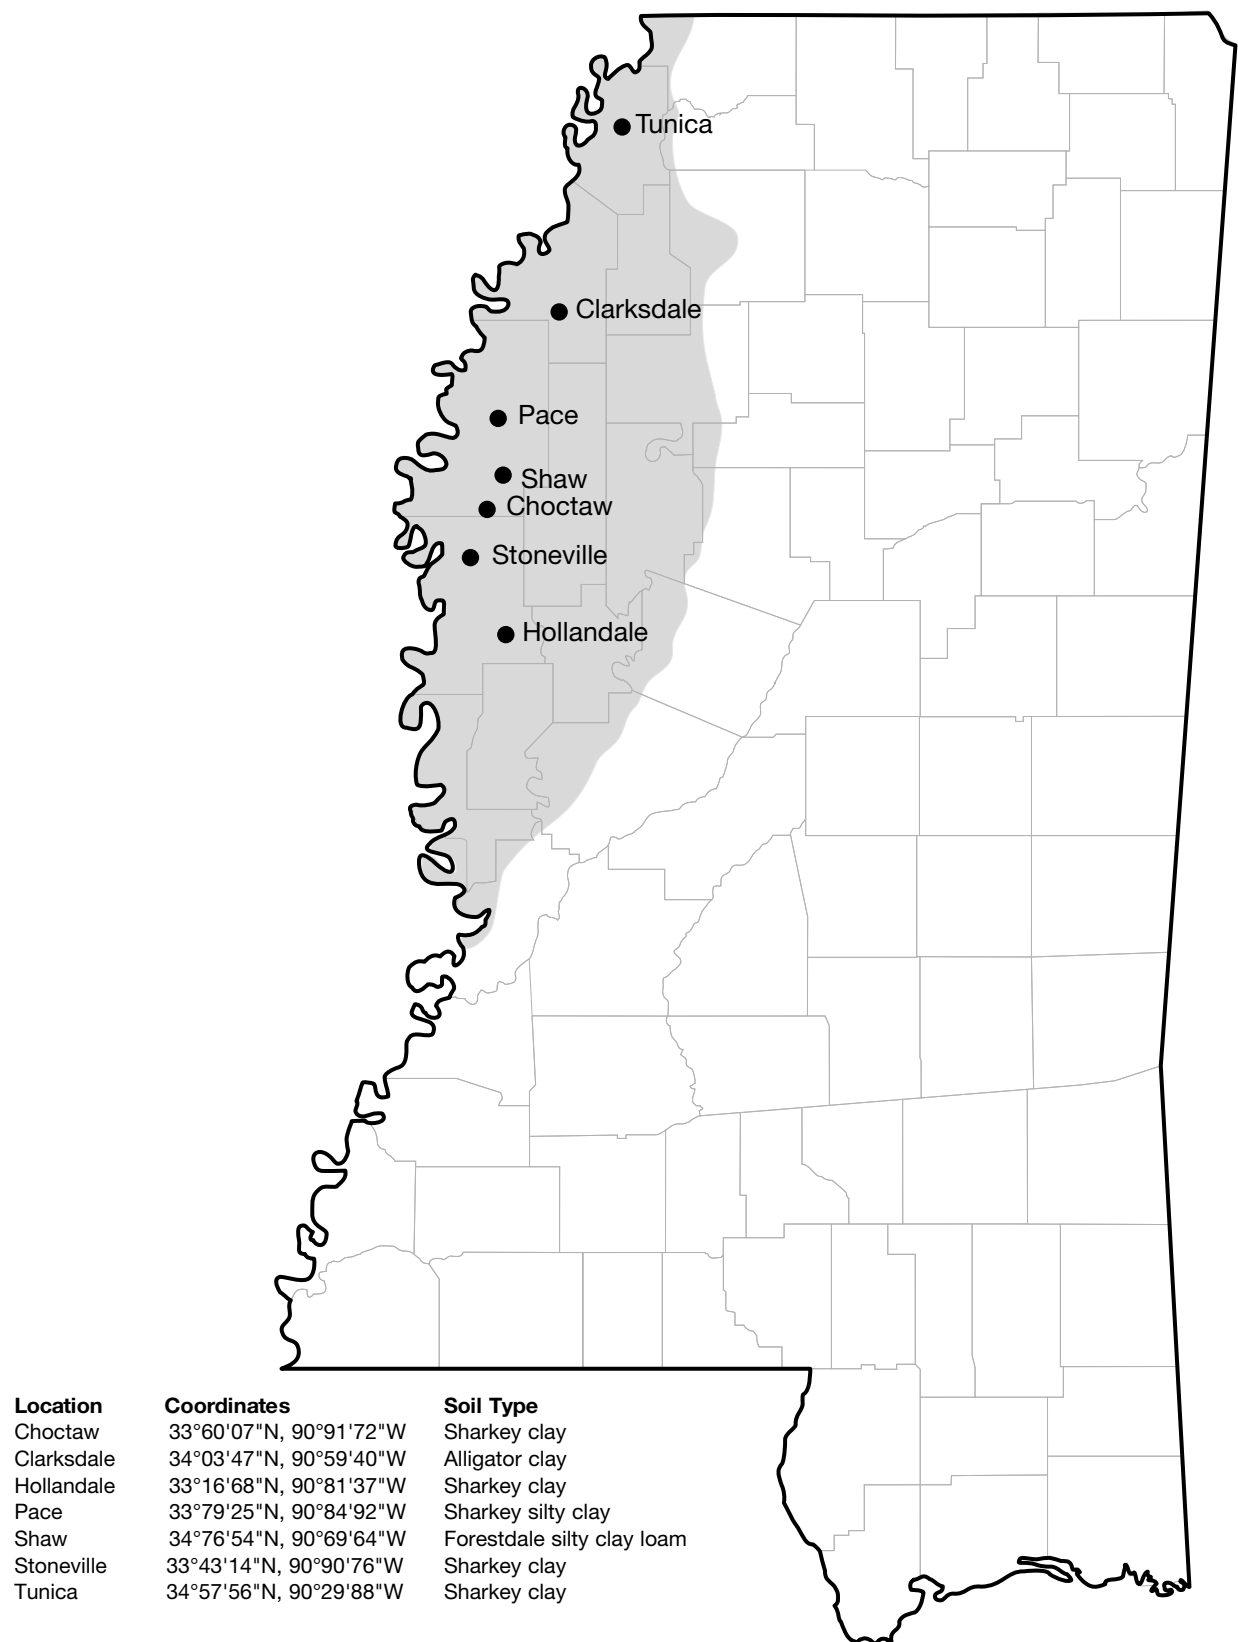 Tunica
Clarksdale
Pace
Shaw
Choctaw
Stoneville
Hollandale
Location Coordinates Soil Type
Choctaw 33°60'07"N, 90°91'72"W Sharkey clay
Clarksdale 34°03'47"N, 90°59'40"W Alligator clay
Hollandale 33°16'68"N, 90°81'37"W Sharkey clay
Pace 33°79'25"N, 90°84'92"W Sharkey silty clay
Shaw 34°76'54"N, 90°69'64"W Forestdale silty clay loam
Stoneville 33°43'14"N, 90°90'76"W Sharkey clay
Tunica 34°57'56"N, 90°29'88"W Sharkey clay